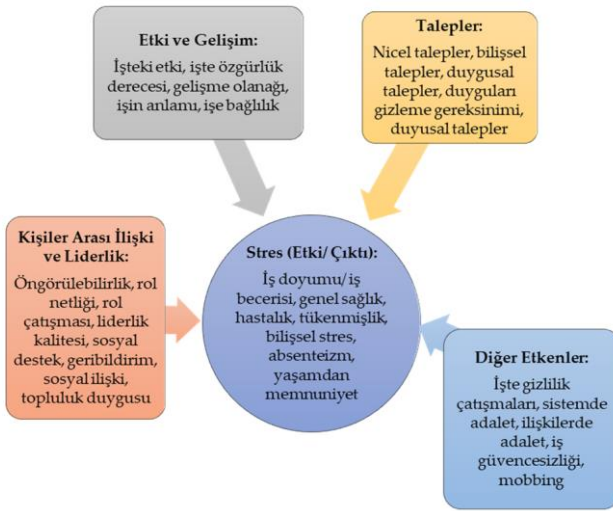 Etki ve Gelişim:
İşteki etki, işte özgürlük
derecesi, gelişme olanağı,
işin anlamı, işe bağlılık
Talepler:
Nicel talepler, bilişsel
talepler, duygusal
talepler, duyguları
gizleme gereksinimi,
duyusal talepler
Kişiler Arası İlişki
ve Liderlik:
Öngörülebilirlik, rol
netliği, rol
çatışması, liderlik
kalitesi, sosyal
destek, geribildirim,
sosyal ilişki,
topluluk duygusu
Stres (Etki/ Çıktı):
İş doyumu/ iş
becerisi, genel sağlık,
hastalık, tükenmişlik,
bilişsel stres,
absenteizm,
yaşamdan
memnuniyet
Diğer Etkenler:
İşte gizlilik
çatışmaları, sistemde
adalet, ilişkilerde
adalet, iş
güvencesizliği,
mobbing